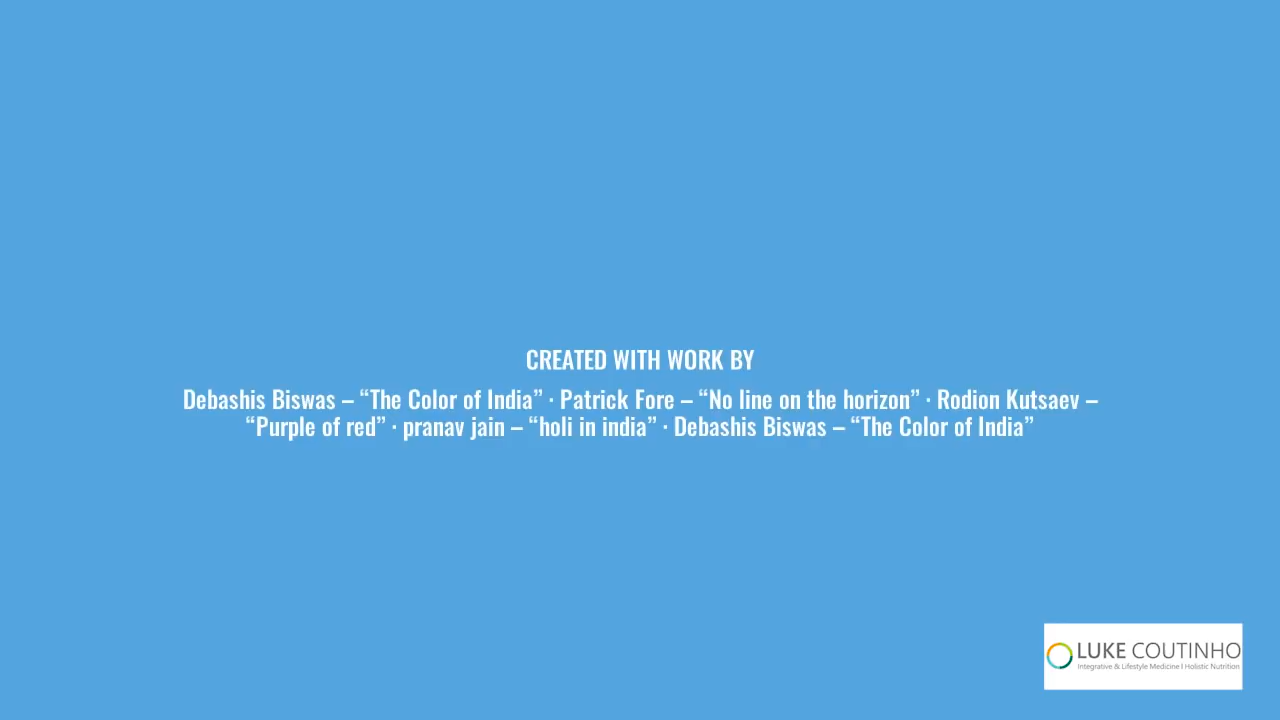 CREATED WITH WORK BY
Debashis Biswas – “The Color of India” · Patrick Fore – “No line on the horizon” · Rodion Kutsaev –
“Purple of red” · pranav jain – “holi in india” · Debashis Biswas – “The Color of India”
LUKE COUTINHO
Integrative & Lifestyle Medicine I Holistic Nutrition